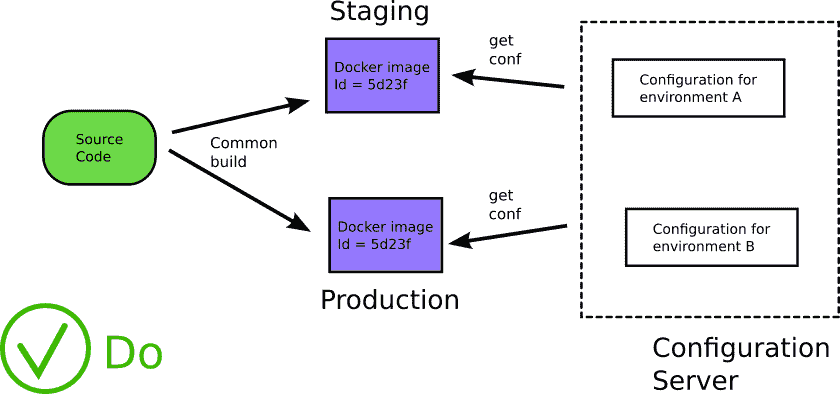 Staging
get
conf
Docker image
Id = 5d23f
Configuration for
environment A
Source
Code
Common
build
get
conf
Docker image
Id = 5d23f
Configuration for
environment B
Production
Do
Configuration
Server